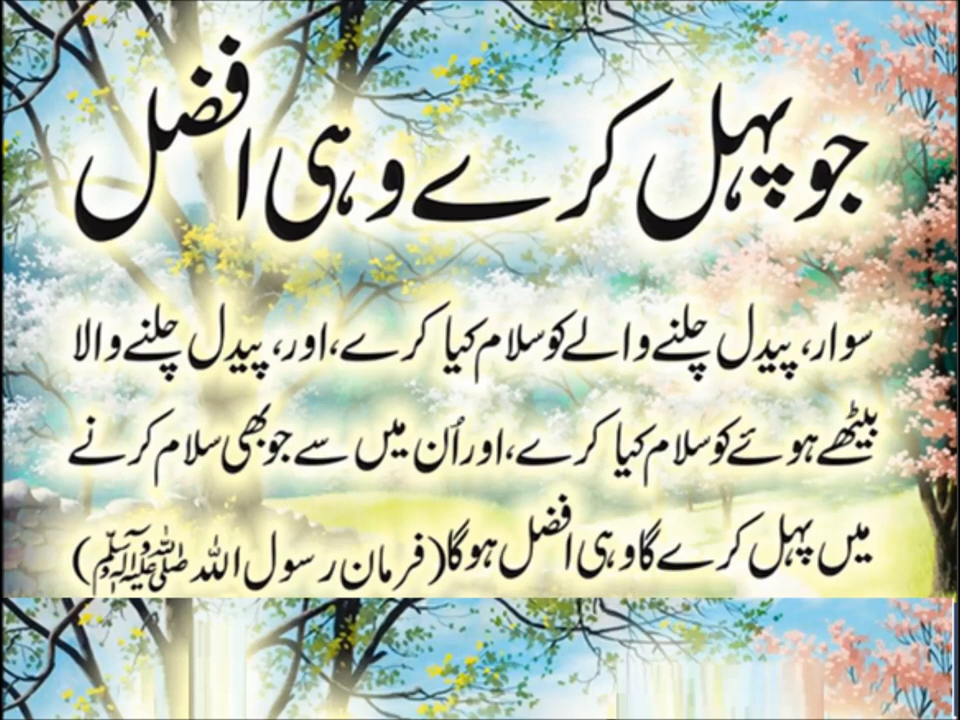 جو پہل کرے وہی افضل
سوار، پیدل چلنے والے کو سلام کیا کرے، اور، پیدل چلنے والا
بیٹھے ہوئے کو سلام کیا کرے، اور اُن میں سے جو بھی سلام کرنے
میں پہل کرے گا وہی افضل ہوگا (فرمان رسول اللہ صلی اللہ علیہ وآلہ وسلم)